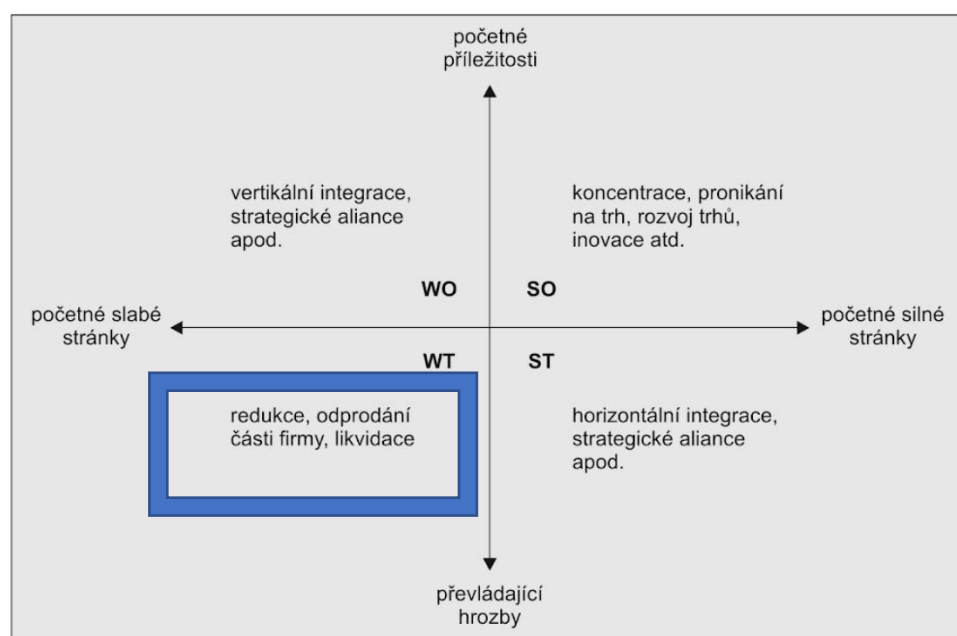 početné
příležitosti
vertikální integrace,
strategické aliance
apod.
koncentrace, pronikání
na trh, rozvoj trhů,
inovace atd.
WO
SO
početné slabé
stránky
početné silné
stránky
WT
ST
redukce, odprodání
části firmy, likvidace
horizontální integrace,
strategické aliance
apod.
převládající
hrozby